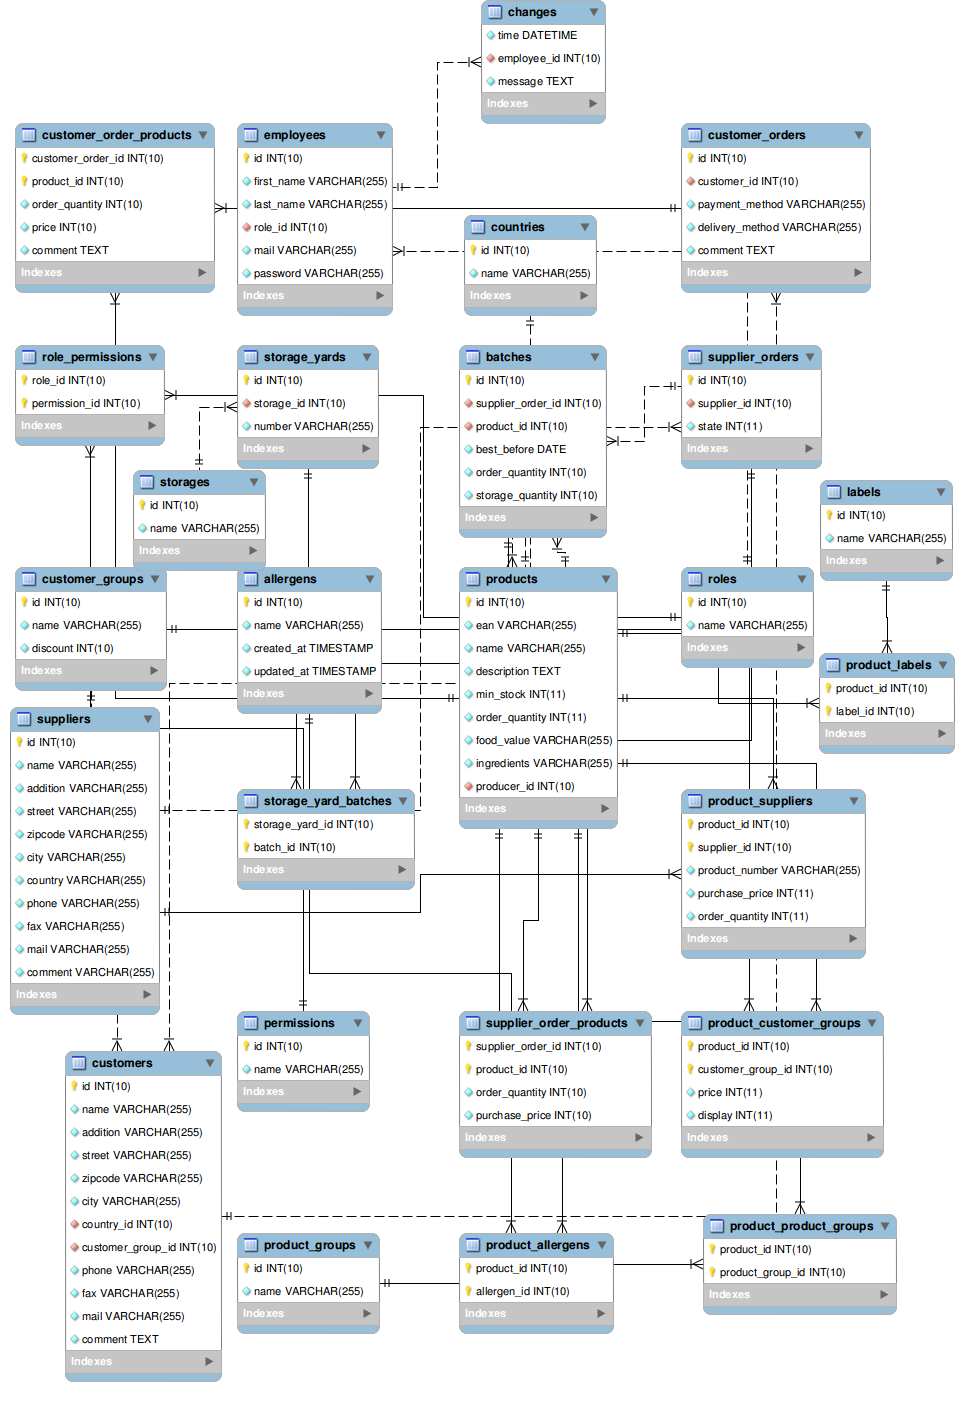 changes
time DATETIME
employee_id INT(10)
message TEXT
Indexes
customer_order_products
customer_order_id INT(10)
product_id INT(10)
order_quantity INT(10)
price INT(10)
comment TEXT
Indexes
employees
id INT(10)
first_name VARCHAR(255)
last_name VARCHAR(255)
role_id INT(10)
mail VARCHAR(255)
password VARCHAR(255)
Indexes
customer_orders
id INT(10)
customer_id INT(10)
payment_method VARCHAR(255)
delivery_method VARCHAR(255)
comment TEXT
Indexes
countries
id INT(10)
name VARCHAR(255)
Indexes
role_permissions
role_id INT(10)
permission_id INT(10)
Indexes
storage_yards
id INT(10)
storage_id INT(10)
number VARCHAR(255)
Indexes
batches
id INT(10)
supplier_order_id INT(10)
product_id INT(10)
best_before DATE
order_quantity INT(10)
storage_quantity INT(10)
Indexes
supplier_orders
id INT(10)
supplier_id INT(10)
state INT(11)
Indexes
storages
id INT(10)
name VARCHAR(255)
Indexes
labels
id INT(10)
name VARCHAR(255)
Indexes
customer_groups
id INT(10)
name VARCHAR(255)
discount INT(10)
Indexes
allergens
id INT(10)
name VARCHAR(255)
created_at TIMESTAMP
updated_at TIMESTAMP
Indexes
products
id INT(10)
ean VARCHAR(255)
name VARCHAR(255)
description TEXT
min_stock INT(11)
order_quantity INT(11)
food_value VARCHAR(255)
ingredients VARCHAR(255)
producer_id INT(10)
Indexes
roles
id INT(10)
name VARCHAR(255)
Indexes
product_labels
product_id INT(10)
label_id INT(10)
Indexes
suppliers
id INT(10)
name VARCHAR(255)
addition VARCHAR(255)
street VARCHAR(255)
zipcode VARCHAR(255)
city VARCHAR(255)
country VARCHAR(255)
phone VARCHAR(255)
fax VARCHAR(255)
mail VARCHAR(255)
comment VARCHAR(255)
Indexes
storage_yard_batches
storage_yard_id INT(10)
batch_id INT(10)
Indexes
product_suppliers
product_id INT(10)
supplier_id INT(10)
product_number VARCHAR(255)
purchase_price INT(11)
order_quantity INT(11)
Indexes
permissions
id INT(10)
name VARCHAR(255)
Indexes
supplier_order_products
supplier_order_id INT(10)
product_id INT(10)
order_quantity INT(10)
purchase_price INT(10)
Indexes
product_customer_groups
product_id INT(10)
customer_group_id INT(10)
price INT(11)
display INT(11)
Indexes
customers
id INT(10)
name VARCHAR(255)
addition VARCHAR(255)
street VARCHAR(255)
zipcode VARCHAR(255)
city VARCHAR(255)
country_id INT(10)
customer_group_id INT(10)
phone VARCHAR(255)
fax VARCHAR(255)
mail VARCHAR(255)
comment TEXT
Indexes
product_groups
id INT(10)
name VARCHAR(255)
Indexes
product_allergens
product_id INT(10)
allergen_id INT(10)
Indexes
product_product_groups
product_id INT(10)
product_group_id INT(10)
Indexes